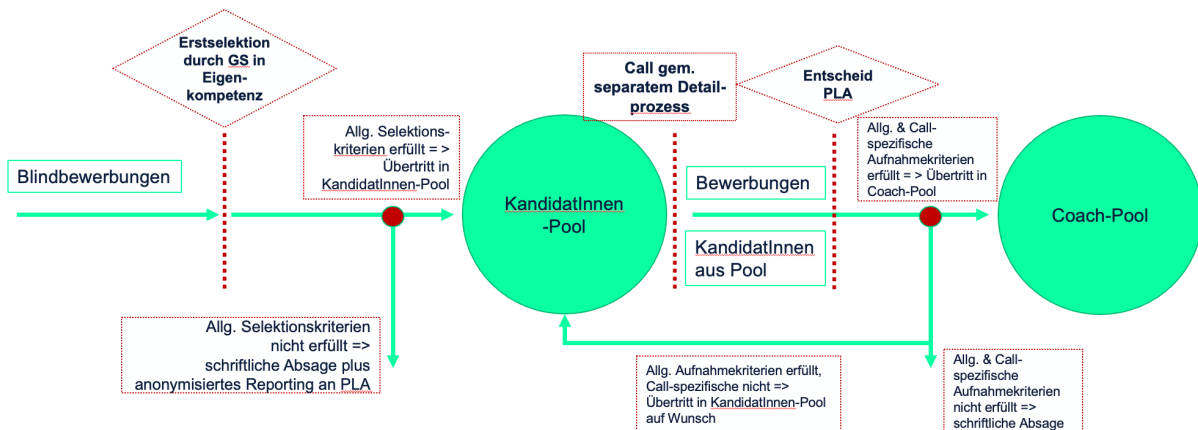 Erstselektion
durch GS in
Eigen-
kompetenz
Blindbewerbungen
Allg. Selektions-
kriterien erfüllt = >
Übertritt in
KandidatInnen-Pool
Allg. Selektionskriterien
nicht erfüllt =>
schriftliche Absage plus
anonymisiertes Reporting an PLA
KandidatInnen
-Pool
Call gem.
separatem Detail-
prozess
Entscheid
PLA
Bewerbungen
KandidatInnen
aus Pool
Allg. & Call-
spezifische
Aufnahmekriterien
erfüllt = > Übertritt in
Coach-Pool
Coach-Pool
Allg. Aufnahmekriterien erfüllt,
Call-spezifische nicht =>
Übertritt in KandidatInnen-Pool
auf Wunsch
Allg. & Call-
spezifische
Aufnahmekriterien
nicht erfüllt =>
schriftliche Absage